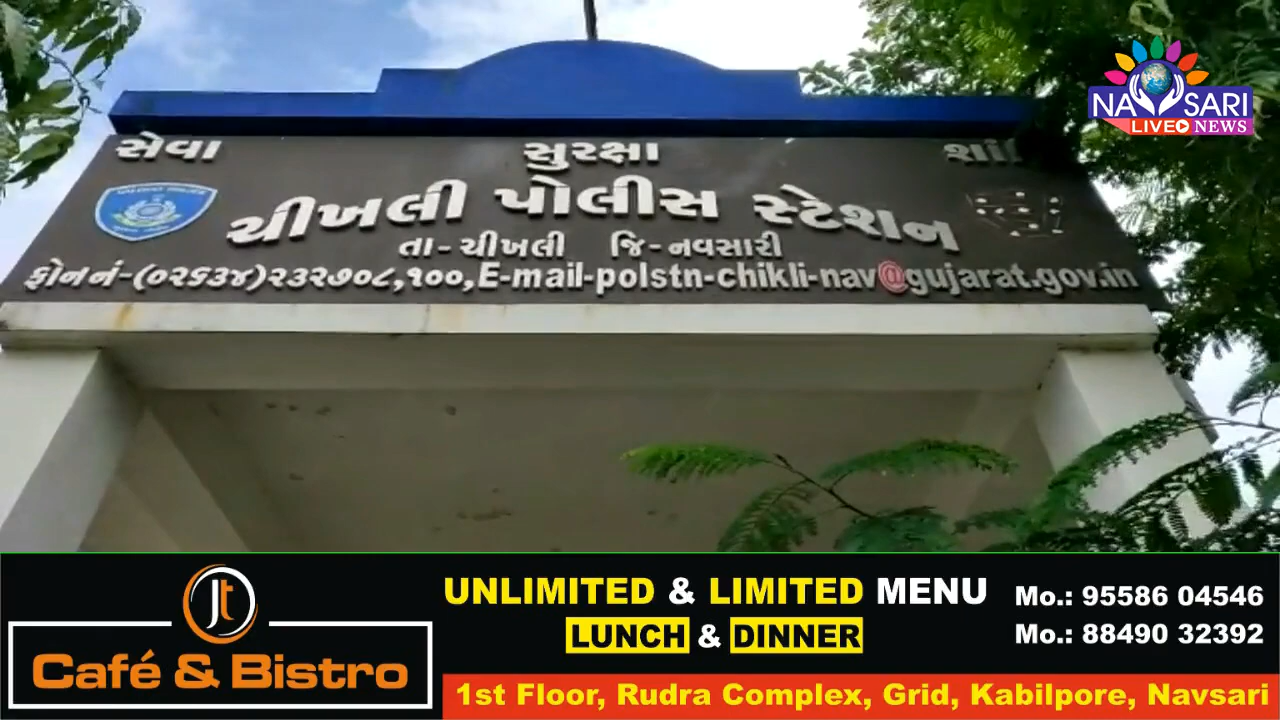 સેવા સુરક્ષા
ચીખલી પોલીસ સ્ટેશન
તા-ચીખલી જિ-નવસારી
ફોન નં-(૦૨૬૩૪)૨૩૨૭૦૮,૧૦૦,E-mail-polstn-chikli-nav@gujarat.gov.in
NAVSARI
LIVE NEWS
Jt
Café & Bistro
UNLIMITED & LIMITED MENU
LUNCH & DINNER
Mo.: 95586 04546
Mo.: 88490 32392
1st Floor, Rudra Complex, Grid, Kabilpore, Navsari